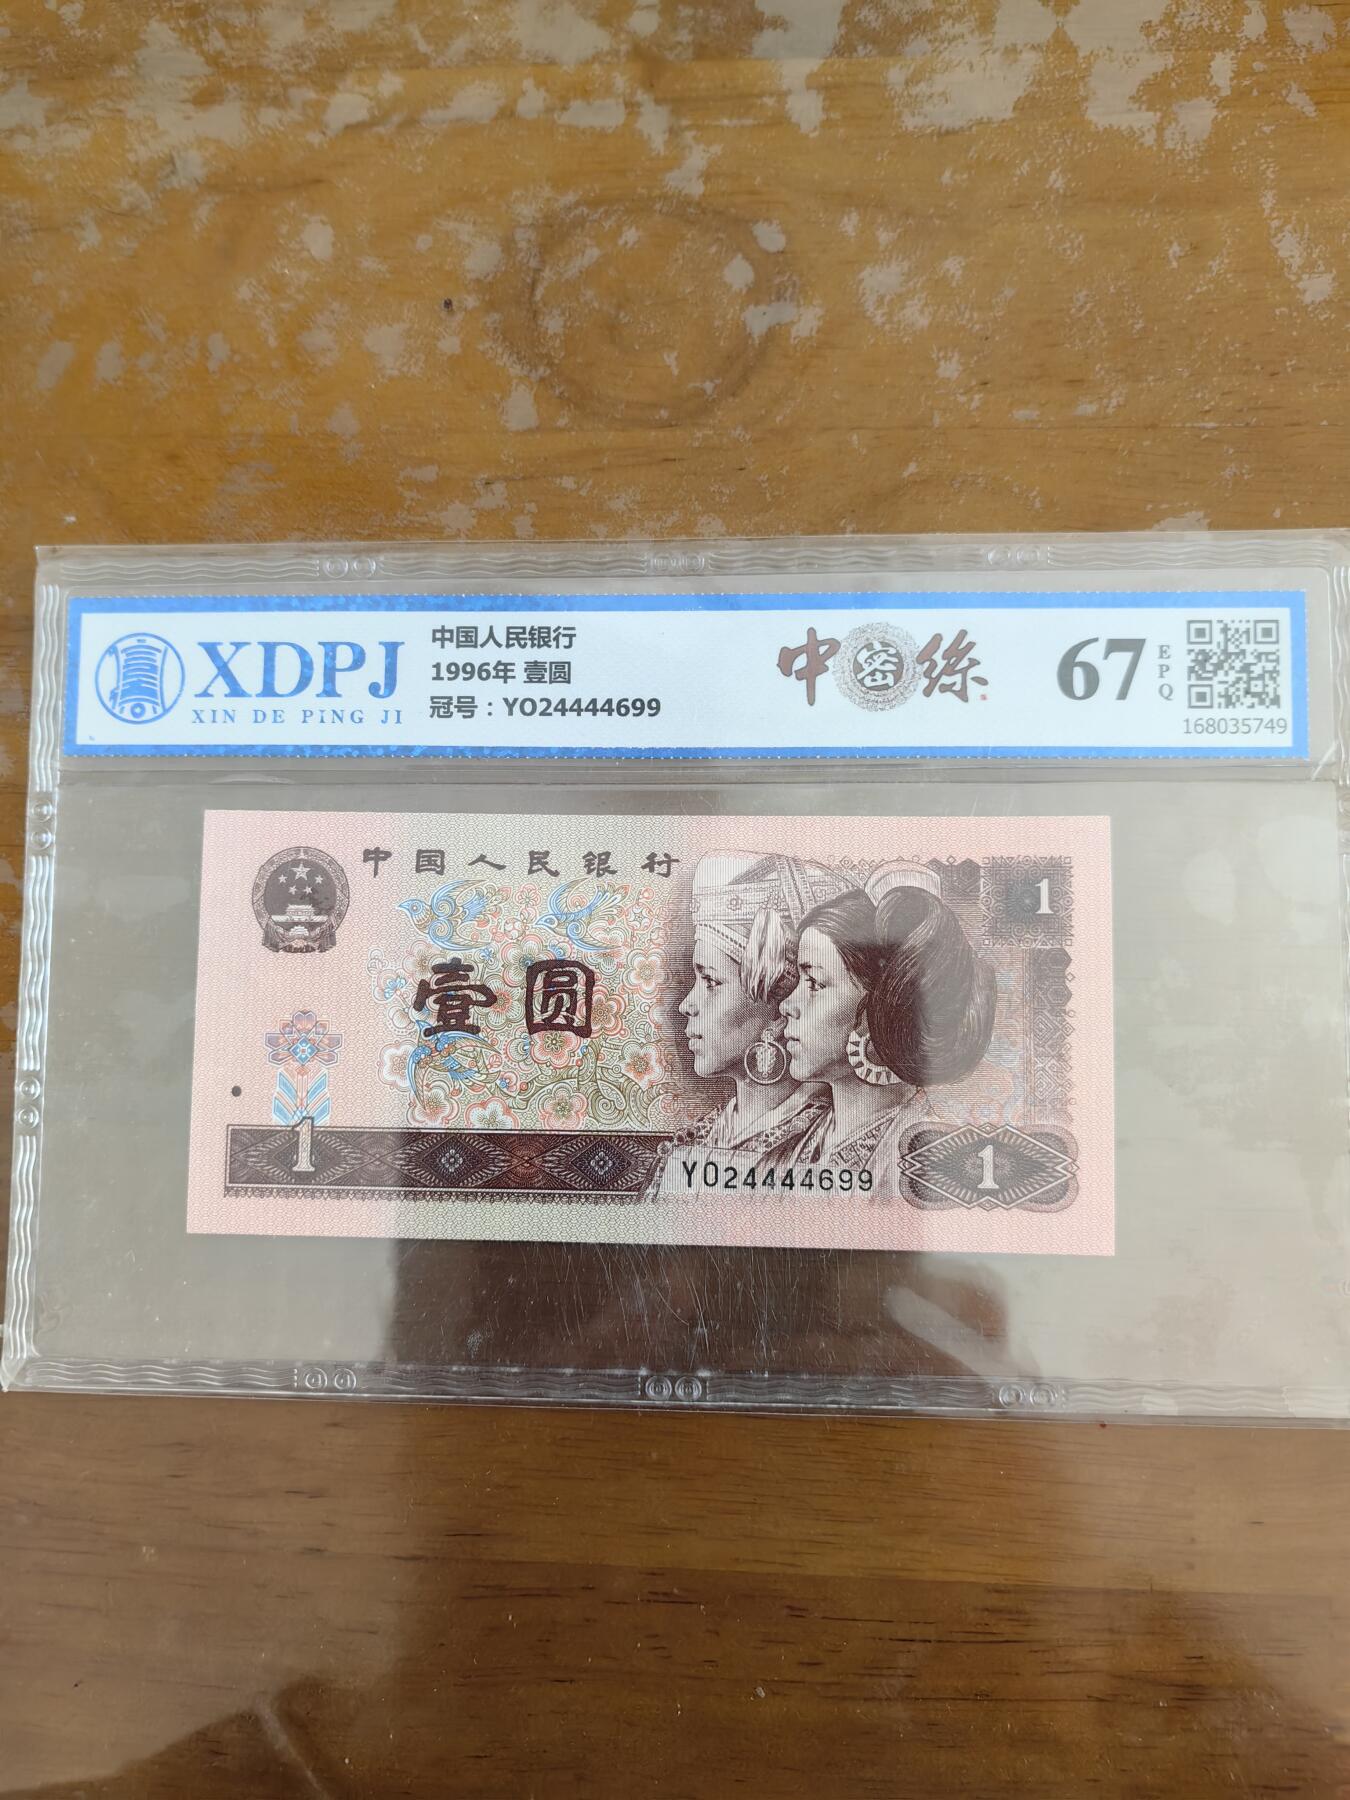 XDPJ
XIN DE PING JI
中国人民银行
1996年 壹圆
冠号：YO24444699
中密絲
67
EPQ
168035749
中国人民银行
1
壹圆
1
YO24444699
1